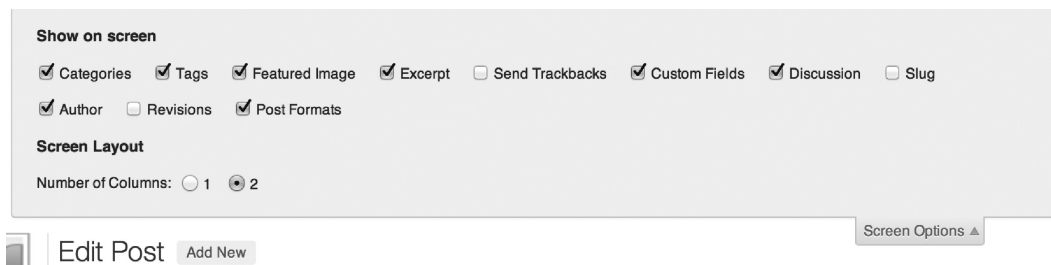 Show on screen
Categories Tags Featured Image Excerpt Send Trackbacks Custom Fields Discussion Slug
Author Revisions Post Formats
Screen Layout
Number of Columns: 1 2
Screen Options
Edit Post Add New